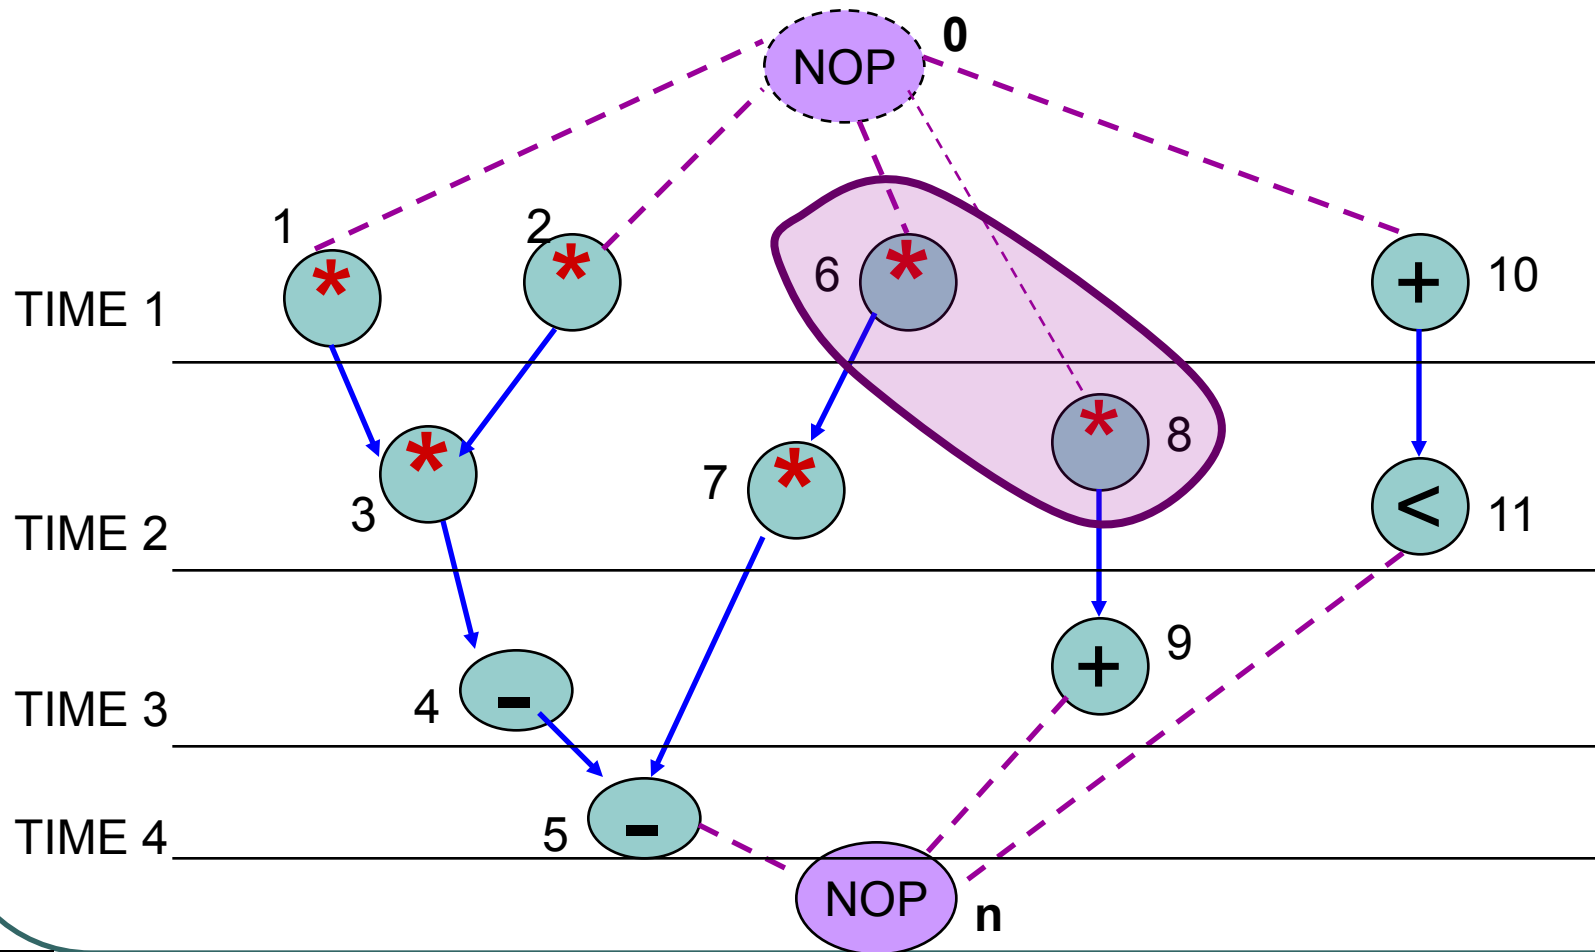 NOP 0
1 2
* * 6 * + 10
TIME 1
* 8
* 7 * < 11
3
TIME 2
9
4 - +
TIME 3
5 -
TIME 4
NOP n